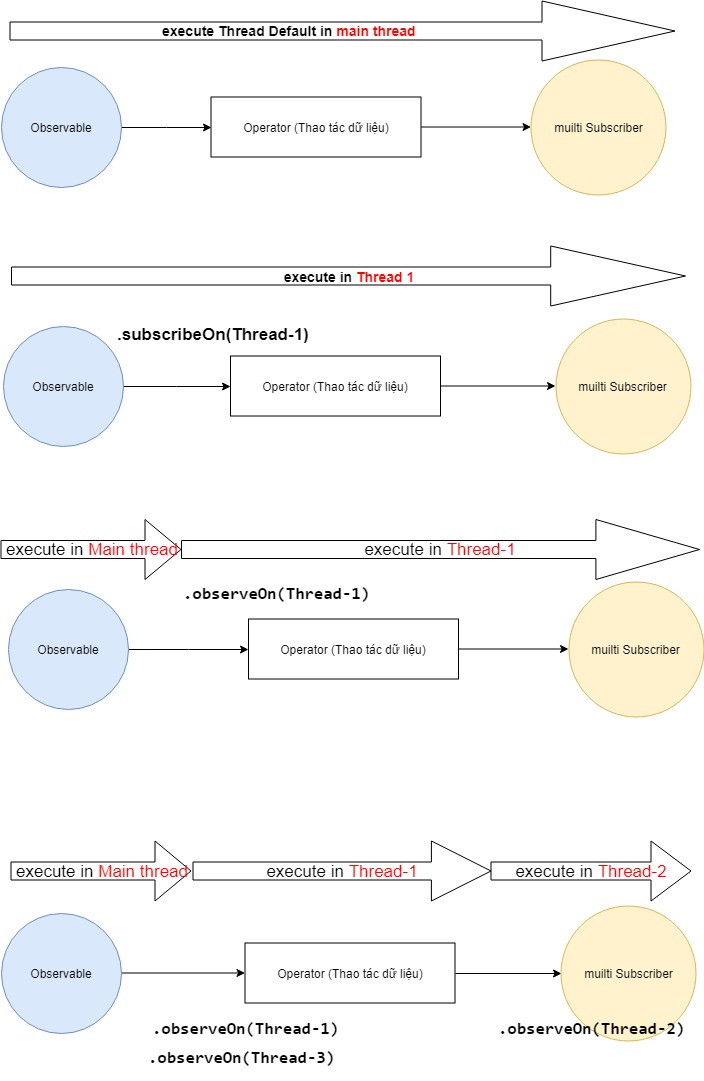 execute Thread Default in main thread
Observable
Operator (Thao tác dữ liệu)
muilti Subscriber
execute in Thread 1
.subscribeOn(Thread-1)
Observable
Operator (Thao tác dữ liệu)
muilti Subscriber
execute in Main thread
execute in Thread-1
.observeOn(Thread-1)
Observable
Operator (Thao tác dữ liệu)
muilti Subscriber
execute in Main thread
execute in Thread-1
execute in Thread-2
Observable
Operator (Thao tác dữ liệu)
muilti Subscriber
.observeOn(Thread-1)
.observeOn(Thread-2)
.observeOn(Thread-3)